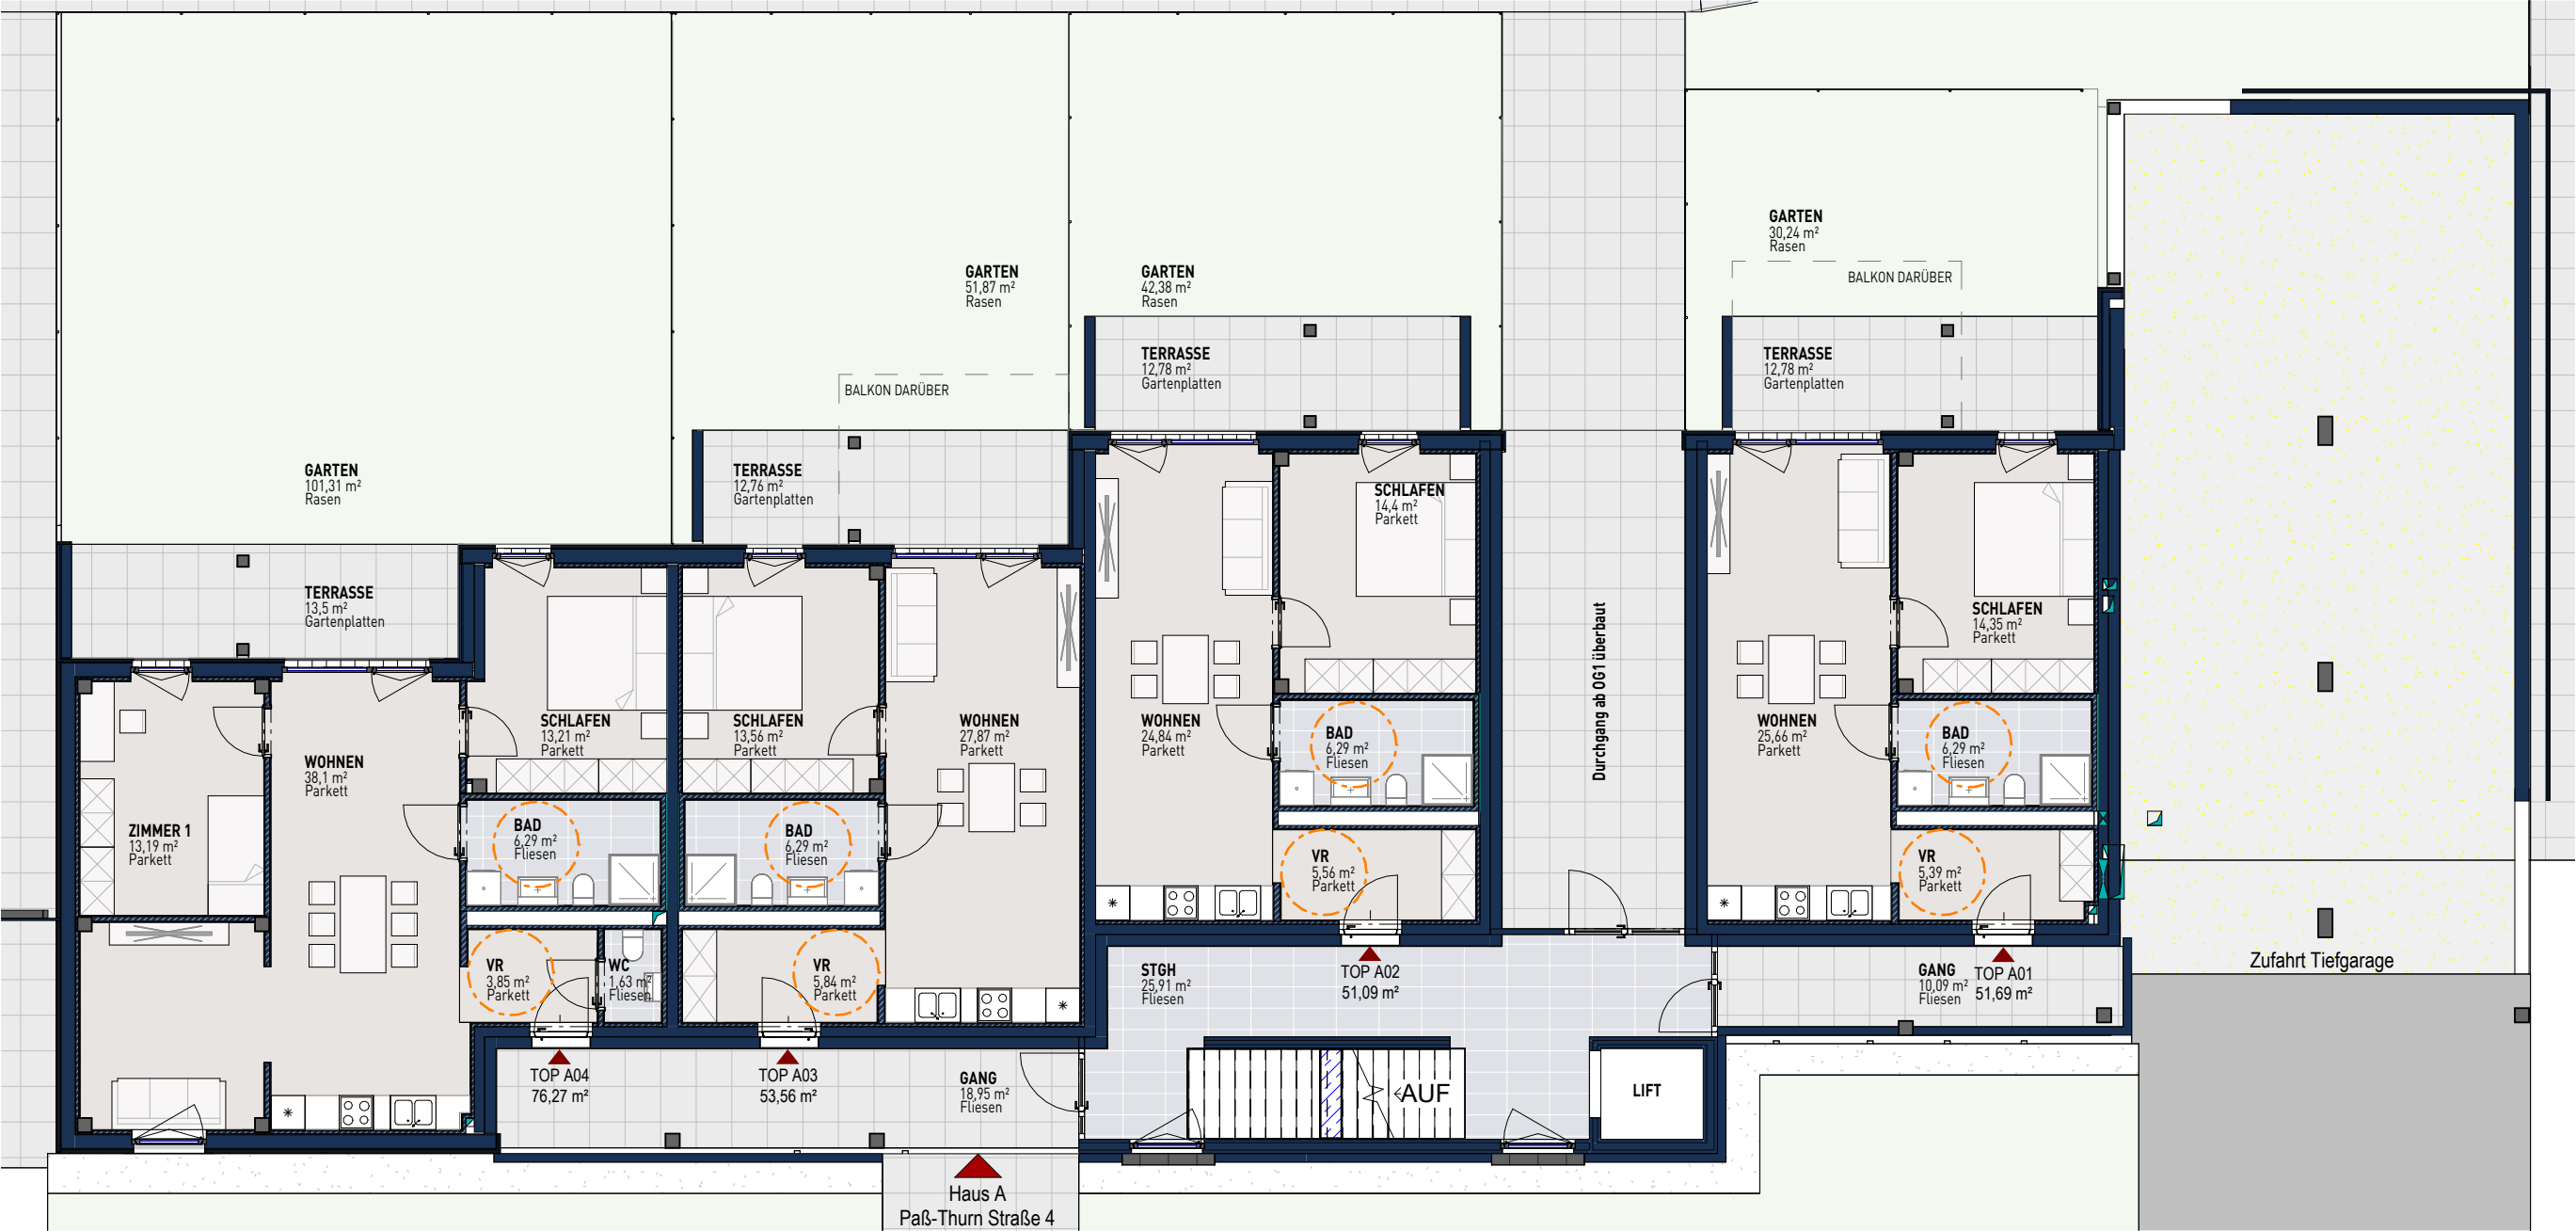 GARTEN
30,24 m²
Rasen
BALKON DARÜBER
GARTEN
51,87 m²
Rasen
GARTEN
42,38 m²
Rasen
TERRASSE
12,78 m²
Gartenplatten
TERRASSE
12,78 m²
Gartenplatten
BALKON DARÜBER
GARTEN
101,31 m²
Rasen
TERRASSE
12,76 m²
Gartenplatten
SCHLAFEN
14,4 m²
Parkett
TERRASSE
13,5 m²
Gartenplatten
SCHLAFEN
14,35 m²
Parkett
Durchgang ab OG1 überbaut
SCHLAFEN
13,21 m²
Parkett
SCHLAFEN
13,56 m²
Parkett
WOHNEN
27,87 m²
Parkett
WOHNEN
24,84 m²
Parkett
BAD
6,29 m²
Fliesen
WOHNEN
25,66 m²
Parkett
BAD
6,29 m²
Fliesen
WOHNEN
38,1 m²
Parkett
ZIMMER 1
13,19 m²
Parkett
BAD
6,29 m²
Fliesen
BAD
6,29 m²
Fliesen
VR
5,56 m²
Parkett
VR
5,39 m²
Parkett
VR
3,85 m²
Parkett
WC
1,63 m²
Fliesen
VR
5,84 m²
Parkett
STGH
25,91 m²
Fliesen
TOP A02
51,09 m²
GANG
10,09 m²
Fliesen
TOP A01
51,69 m²
Zufahrt Tiefgarage
TOP A04
76,27 m²
TOP A03
53,56 m²
GANG
18,95 m²
Fliesen
AUF
LIFT
Haus A
Paß-Thurn Straße 4